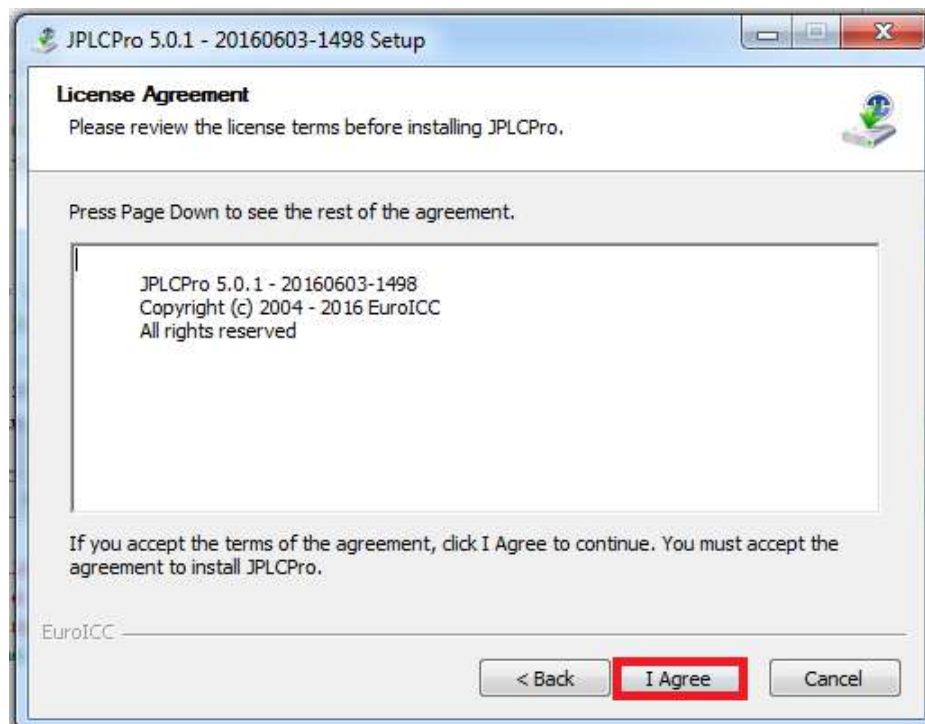 JPLCPro 5.0.1 - 20160603-1498 Setup
License Agreement
Please review the license terms before installing JPLCPro.
Press Page Down to see the rest of the agreement.
JPLCPro 5.0.1 - 20160603-1498
Copyright (c) 2004 - 2016 EuroICC
All rights reserved
If you accept the terms of the agreement, click I Agree to continue. You must accept the
agreement to install JPLCPro.
EuroICC
< Back I Agree Cancel